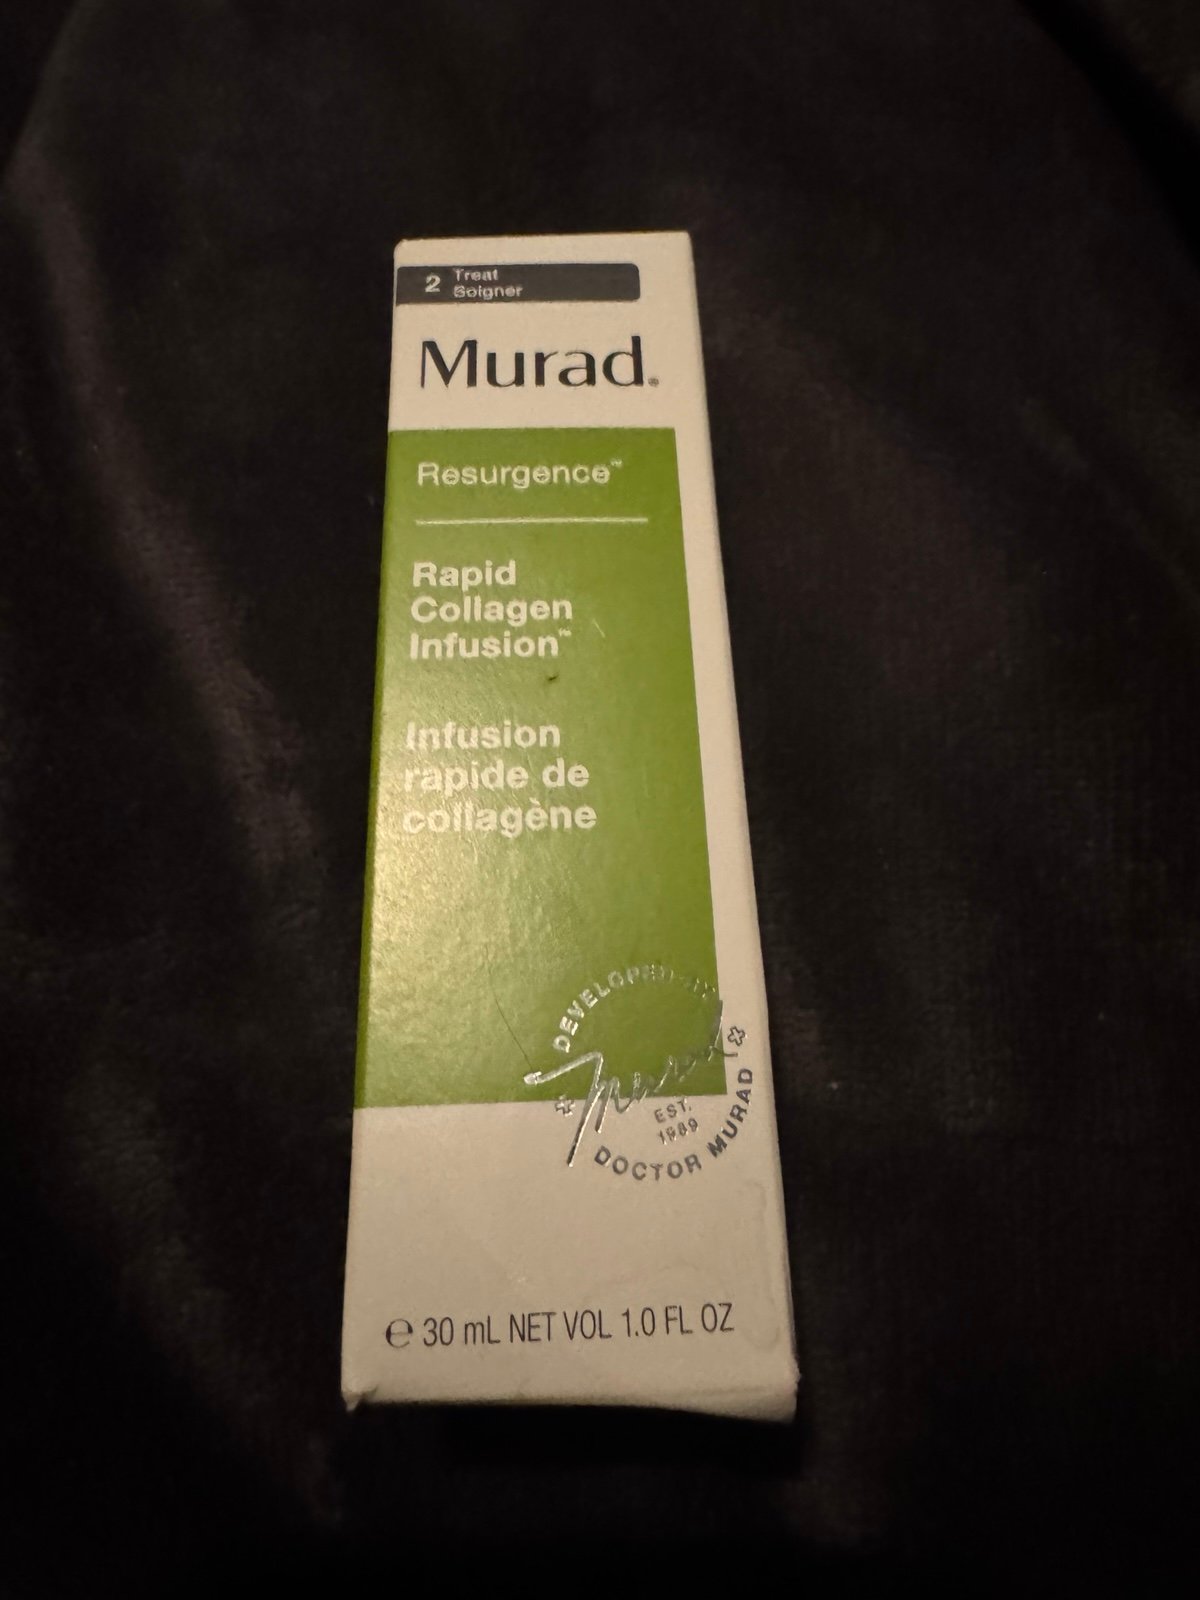 2 Treat
Soigner
Murad®
Resurgence™
Rapid
Collagen
Infusion™
Infusion
rapide de
collagène
DEVELOPED BY
Murad
EST.
1989
DOCTOR MURAD
℮ 30 mL NET VOL 1.0 FL OZ